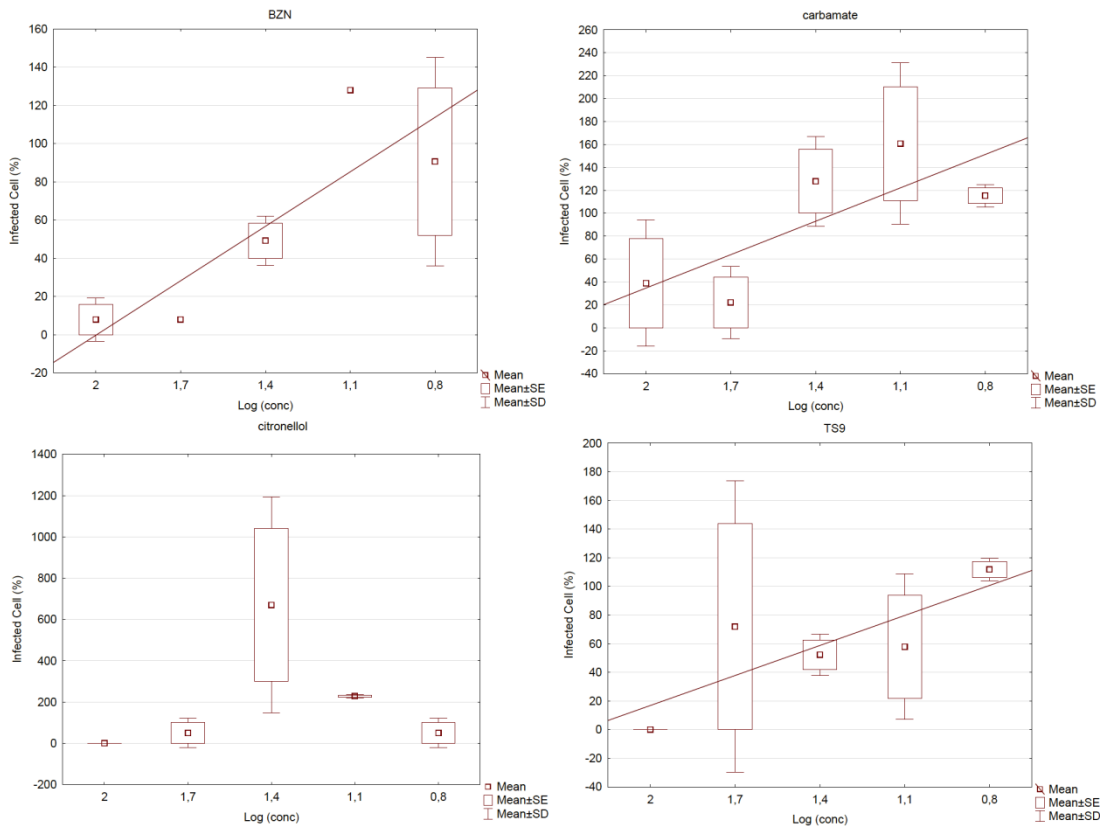 BZN
160
140
120
100
80
60
40
20
0
-20
Infected Cell (%)
2 1,7 1,4 1,1 0,8
Log (conc)
Mean
Mean±SE
Mean±SD
carbamate
260
240
220
200
180
160
140
120
100
80
60
40
20
0
-20
-40
Infected Cell (%)
2 1,7 1,4 1,1 0,8
Log (conc)
Mean
Mean±SE
Mean±SD
citronellol
1400
1200
1000
800
600
400
200
0
-200
Infected Cell (%)
2 1,7 1,4 1,1 0,8
Log (conc)
Mean
Mean±SE
Mean±SD
TS9
200
180
160
140
120
100
80
60
40
20
0
-20
-40
Infected Cell (%)
2 1,7 1,4 1,1 0,8
Log (conc)
Mean
Mean±SE
Mean±SD